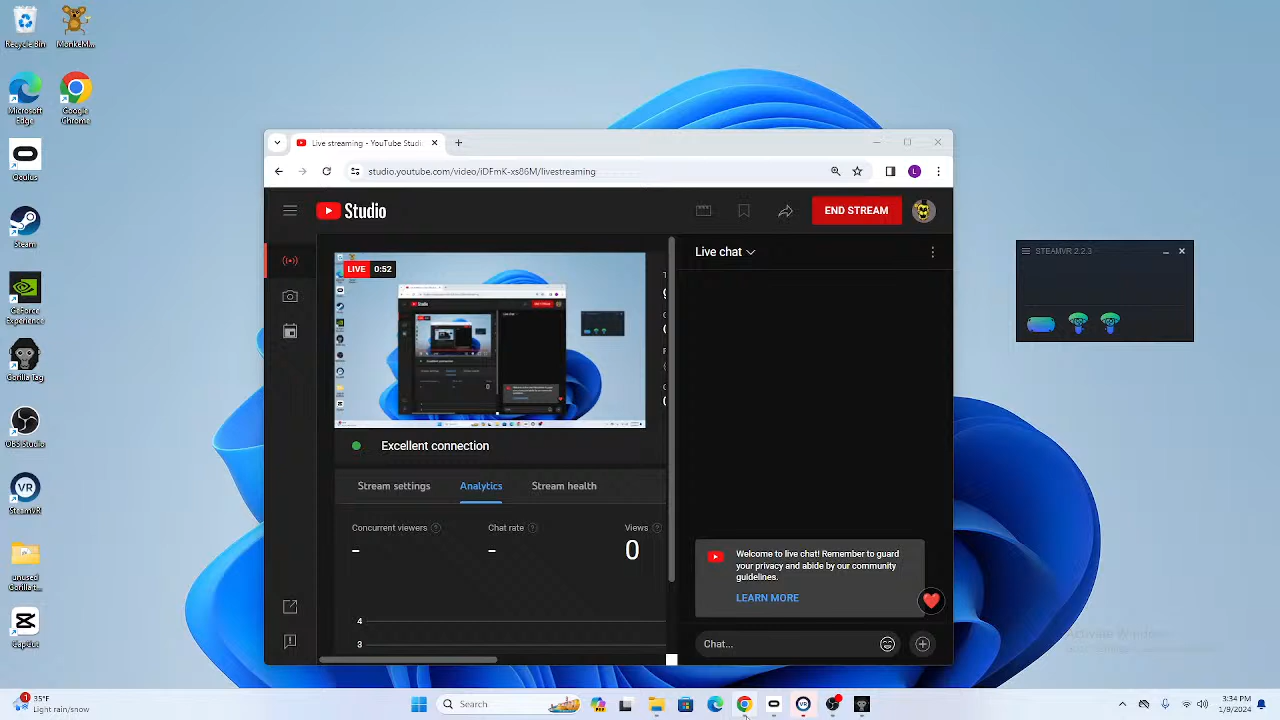 Recycle Bin
Microsoft
Edge
Google
Chrome
Oculus
Steam
GeForce
Experience
Gorilla Tag
OBS Studio
SteamVR
unused
CapCut
Live streaming - YouTube Studi
studio.youtube.com/video/iDFmK-xs86M/livestreaming
L
Studio
END STREAM
LIVE 0:52
Excellent connection
Stream settings
Analytics
Stream health
Concurrent viewers
Chat rate
Views
–
–
0
4
3
Live chat
Welcome to live chat! Remember to guard
your privacy and abide by our community
guidelines.
LEARN MORE
Chat...
STEAMVR 2.2.3
Activate Windows
35°F
Light rain/snow
Search
3:34 PM
1/9/2024